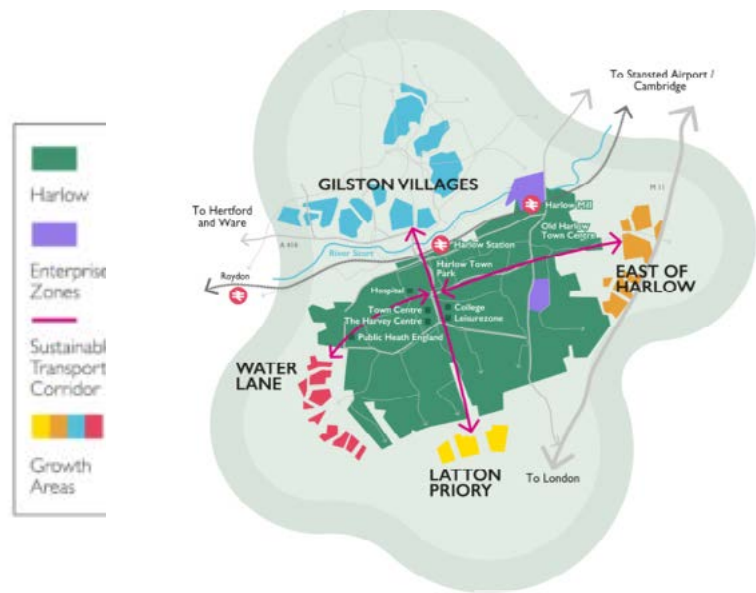 Harlow
Enterprise
Zones
Sustainabl
Transport
Corridor
Growth
Areas
To Stansted Airport /
Cambridge
M 11
GILSTON VILLAGES
Harlow Mill
To Hertford
and Ware
A 414
River Stort
Old Harlow
Town Centre
Harlow Station
Roydon
Harlow Town
Park
EAST OF
HARLOW
Hospital
Town Centre
College
The Harvey Centre
Leisurezone
Public Heath England
WATER
LANE
LATTON
PRIORY
To London